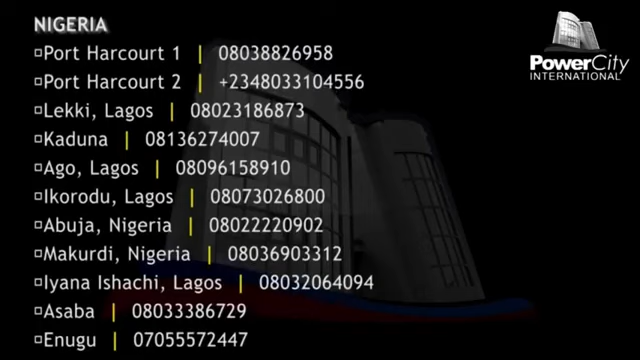 NIGERIA
▫Port Harcourt 1 | 08038826958
▫Port Harcourt 2 | +2348033104556
▫Lekki, Lagos | 08023186873
▫Kaduna | 08136274007
▫Ago, Lagos | 08096158910
▫Ikorodu, Lagos | 08073026800
▫Abuja, Nigeria | 08022220902
▫Makurdi, Nigeria | 08036903312
▫Iyana Ishachi, Lagos | 08032064094
▫Asaba | 08033386729
▫Enugu | 07055572447
PowerCity
INTERNATIONAL